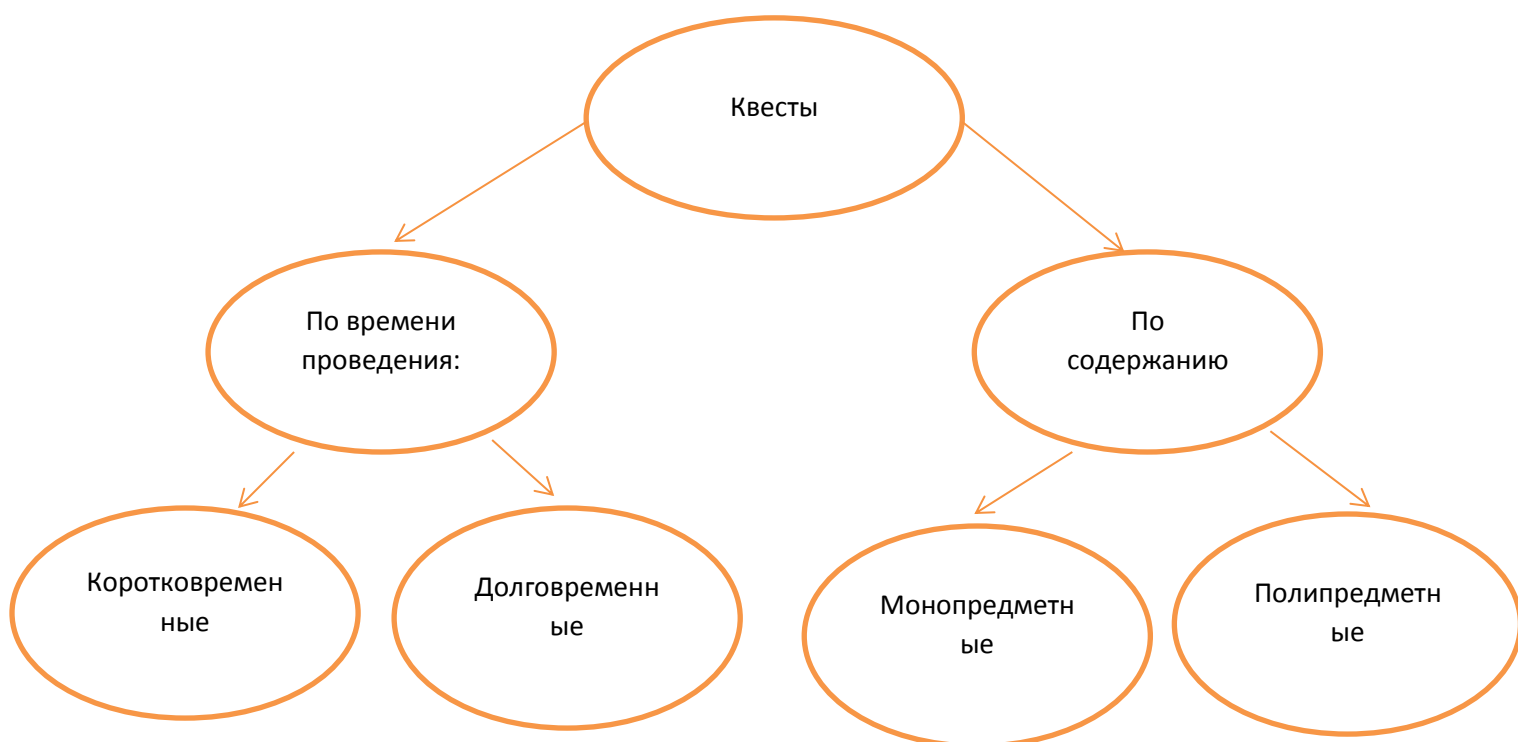 Квесты
По времени
проведения:
По
содержанию
Коротковремен
ные
Долговременн
ые
Монопредметн
ые
Полипредметн
ые